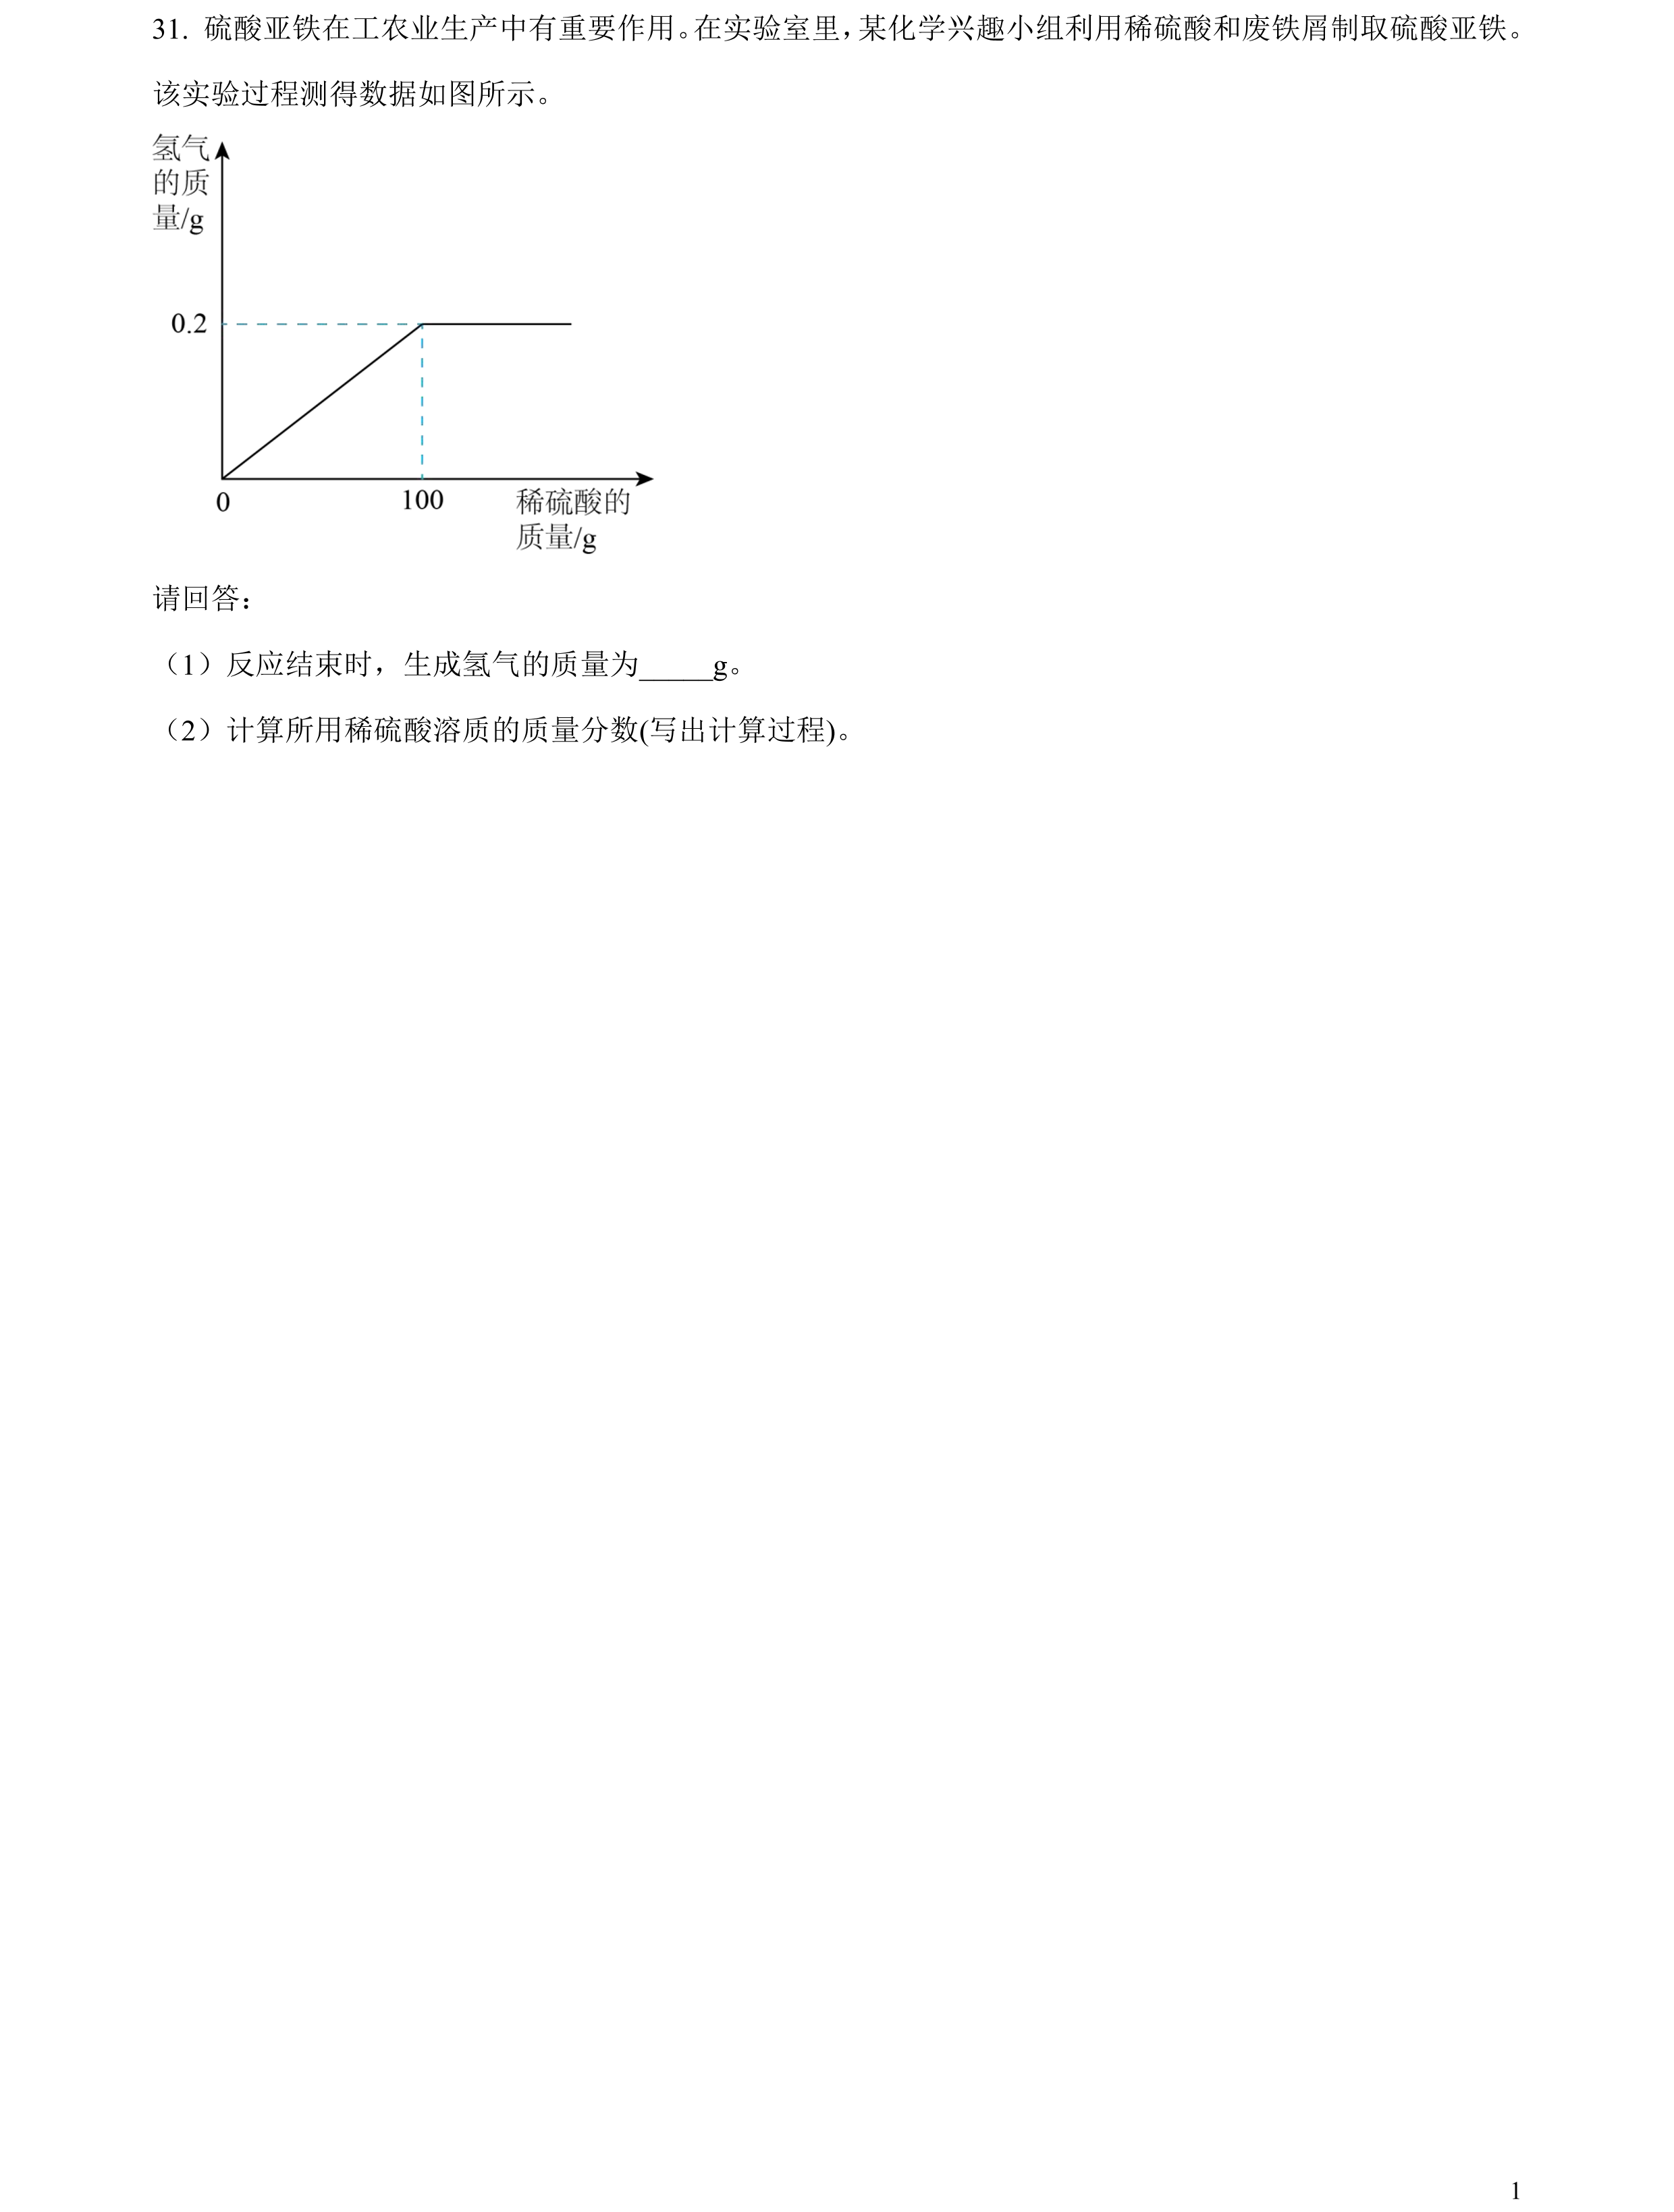 31. 硫酸亚铁在工农业生产中有重要作用。在实验室里，某化学兴趣小组利用稀硫酸和废铁屑制取硫酸亚铁。
该实验过程测得数据如图所示。
氢气
的质
量/g
0.2
0
100
稀硫酸的
质量/g
请回答：
（1）反应结束时，生成氢气的质量为_____g。
（2）计算所用稀硫酸溶质的质量分数(写出计算过程)。
1